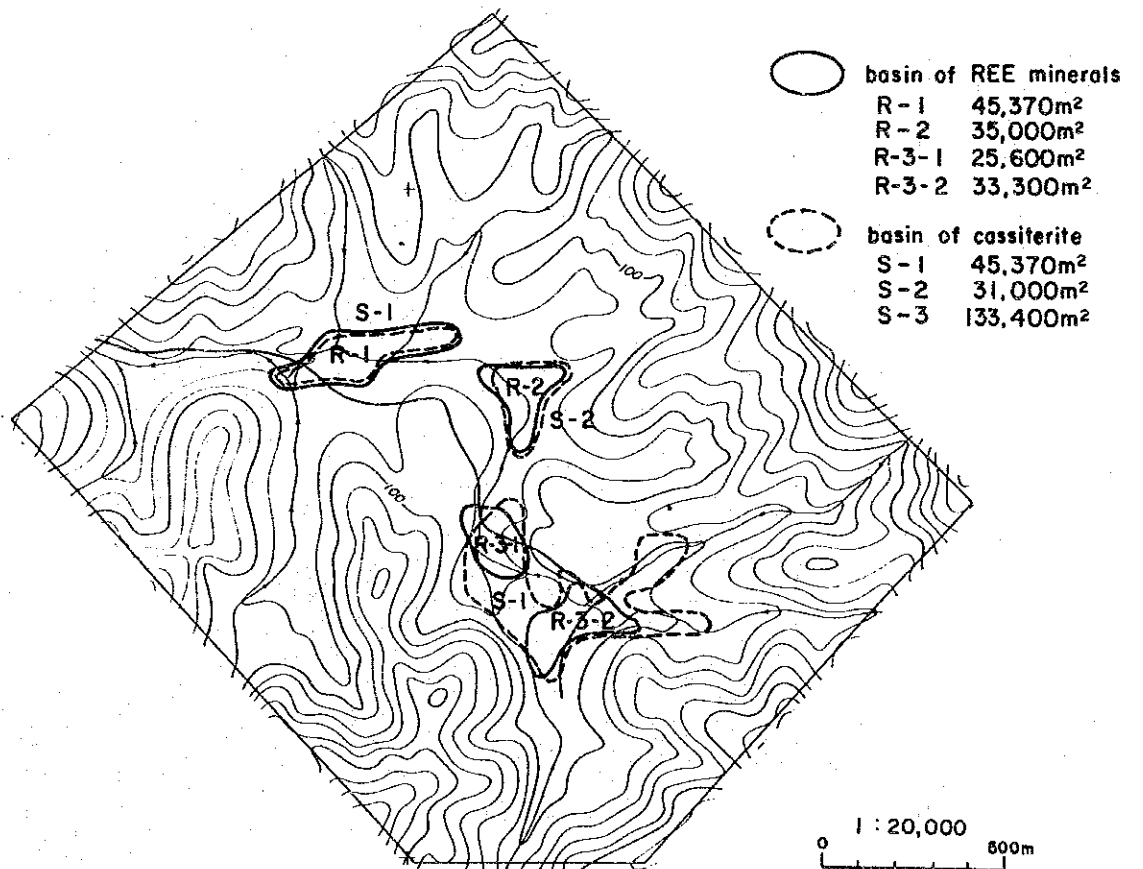 basin of REE minerals
R-1 45,370m²
R-2 35,000m²
R-3-1 25,600m²
R-3-2 33,300m²
basin of cassiterite
S-1 45,370m²
S-2 31,000m²
S-3 133,400m²
100
S-1
R-1
R-2
S-2
100
R-3-1
S-1
R-3-2
1:20,000
0 500m